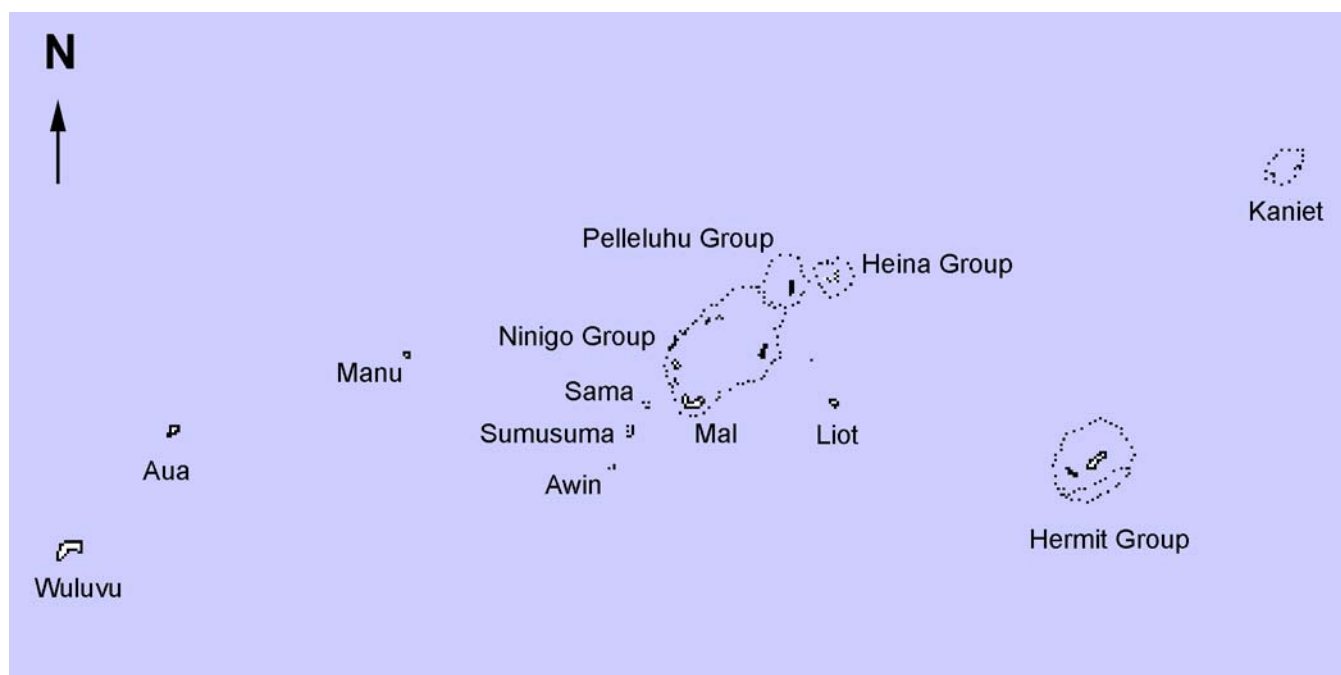 N
Kaniet
Pelleluhu Group
Heina Group
Ninigo Group
Manu
Sama
Sumusuma
Mal
Liot
Aua
Awin
Hermit Group
Wuluvu